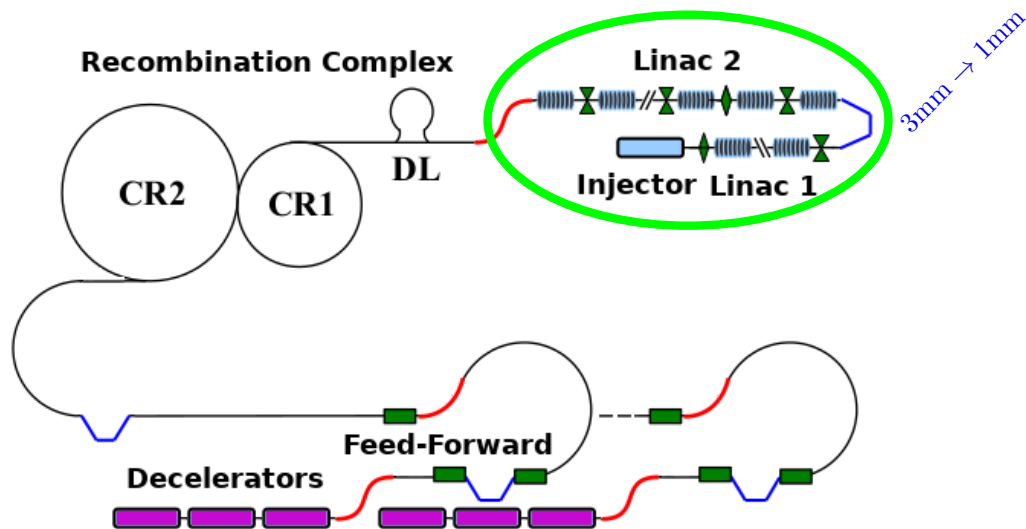 Recombination Complex
Linac 2
3mm → 1mm
DL
Injector Linac 1
CR2
CR1
Feed-Forward
Decelerators